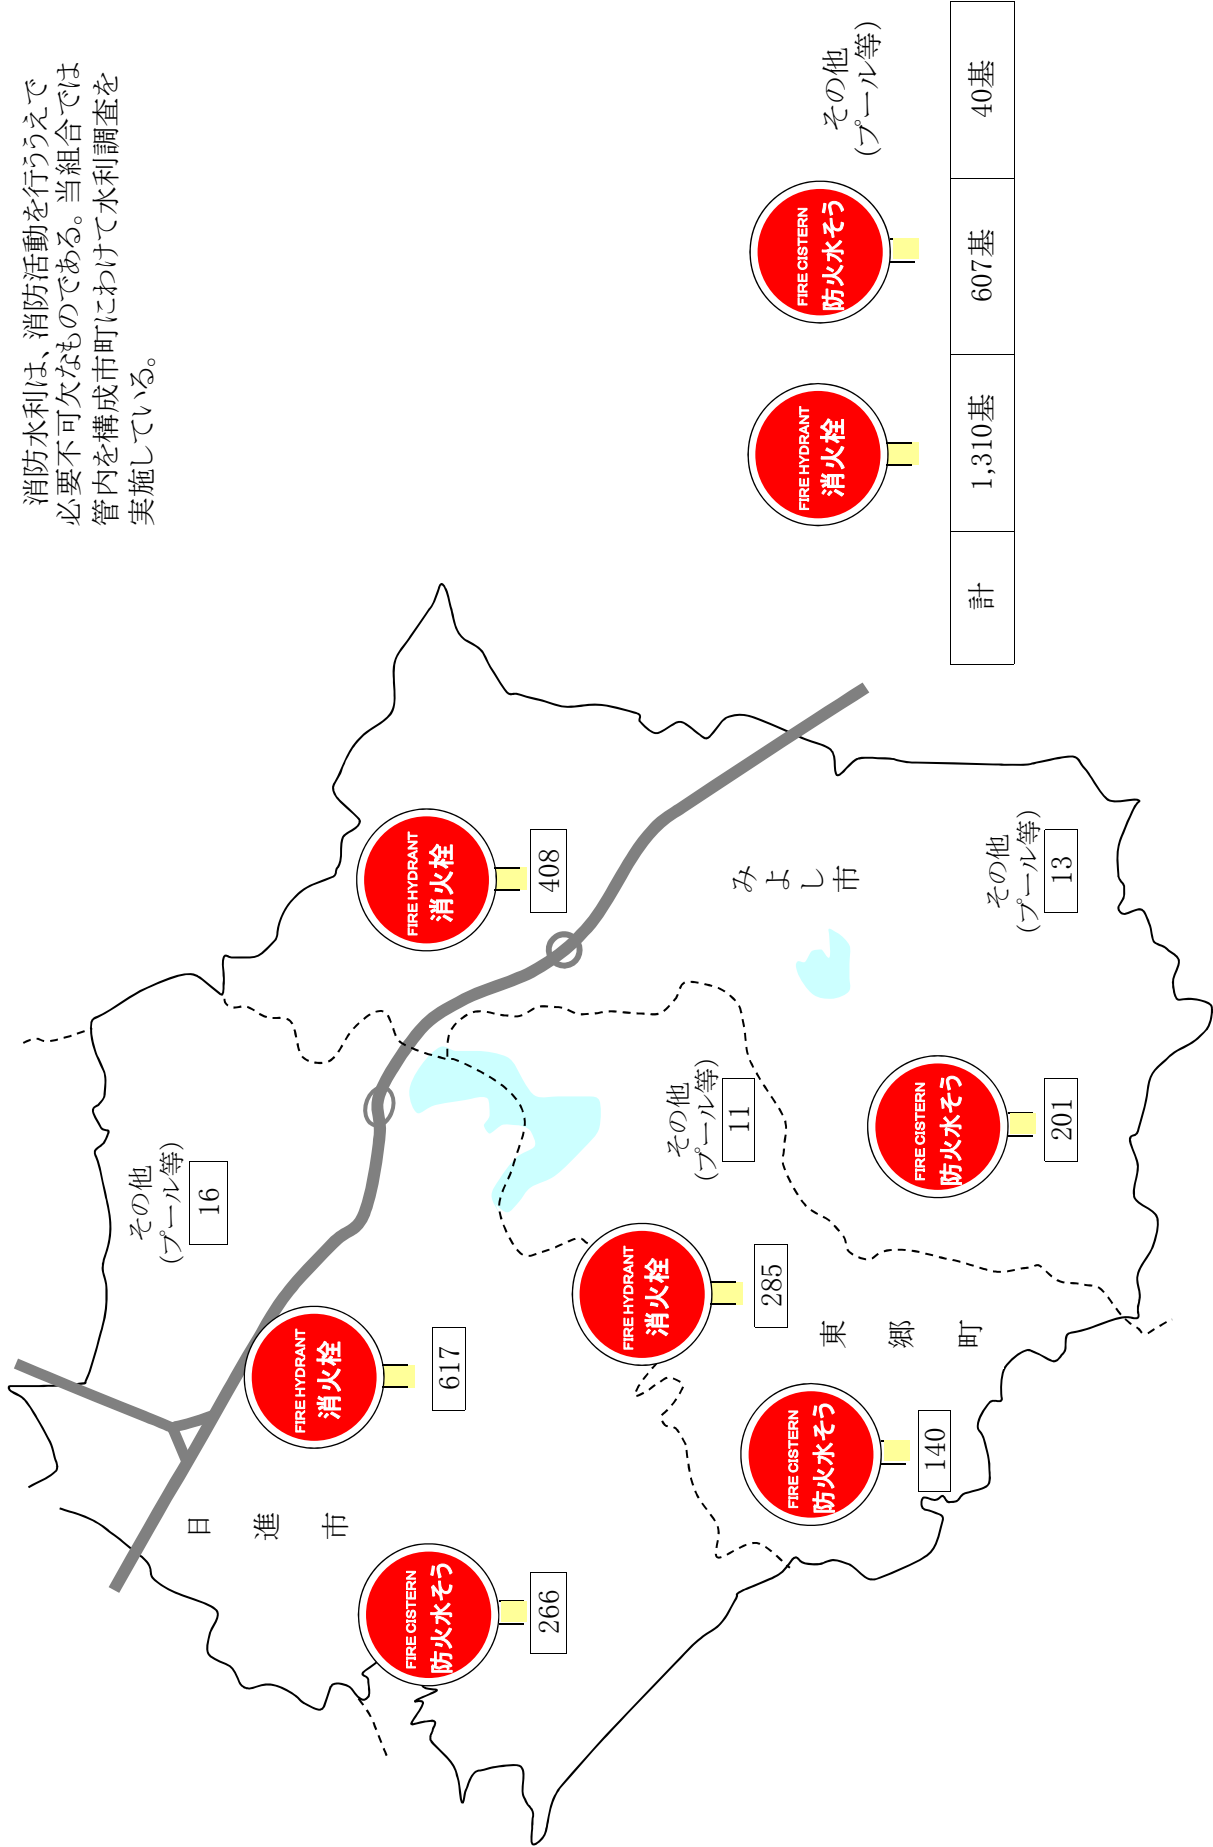 消防水利は、消防活動を行ううえで
必要不可欠なものである。当組合では
管内を構成市町にわけて水利調査を
実施している。
FIRE HYDRANT
消火栓
408
その他
(プール等)
16
FIRE HYDRANT
消火栓
617
日進市
FIRE CISTERN
防火水そう
266
みよし市
その他
(プール等)
13
FIRE CISTERN
防火水そう
201
その他
(プール等)
11
FIRE HYDRANT
消火栓
285
東郷町
FIRE CISTERN
防火水そう
140
FIRE HYDRANT
消火栓
FIRE CISTERN
防火水そう
その他
(プール等)
計 1,310基 607基 40基